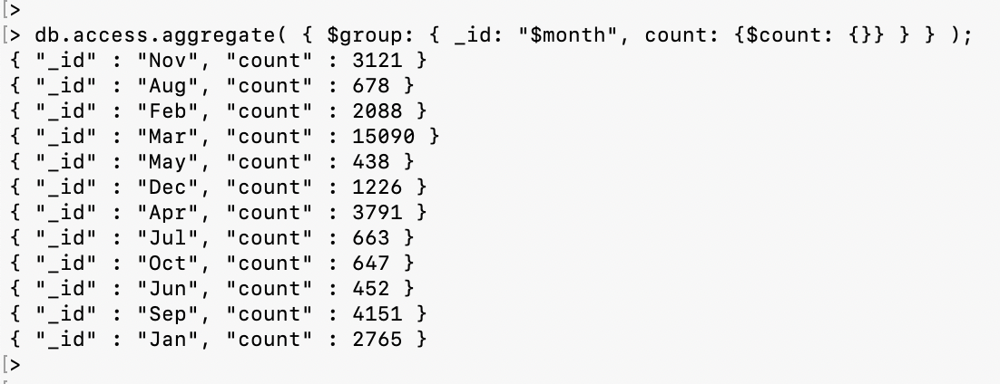 [>
[> db.access.aggregate( { $group: { _id: "$month", count: {$count: {}} } } );
{ "_id" : "Nov", "count" : 3121 }
{ "_id" : "Aug", "count" : 678 }
{ "_id" : "Feb", "count" : 2088 }
{ "_id" : "Mar", "count" : 15090 }
{ "_id" : "May", "count" : 438 }
{ "_id" : "Dec", "count" : 1226 }
{ "_id" : "Apr", "count" : 3791 }
{ "_id" : "Jul", "count" : 663 }
{ "_id" : "Oct", "count" : 647 }
{ "_id" : "Jun", "count" : 452 }
{ "_id" : "Sep", "count" : 4151 }
{ "_id" : "Jan", "count" : 2765 }
[>